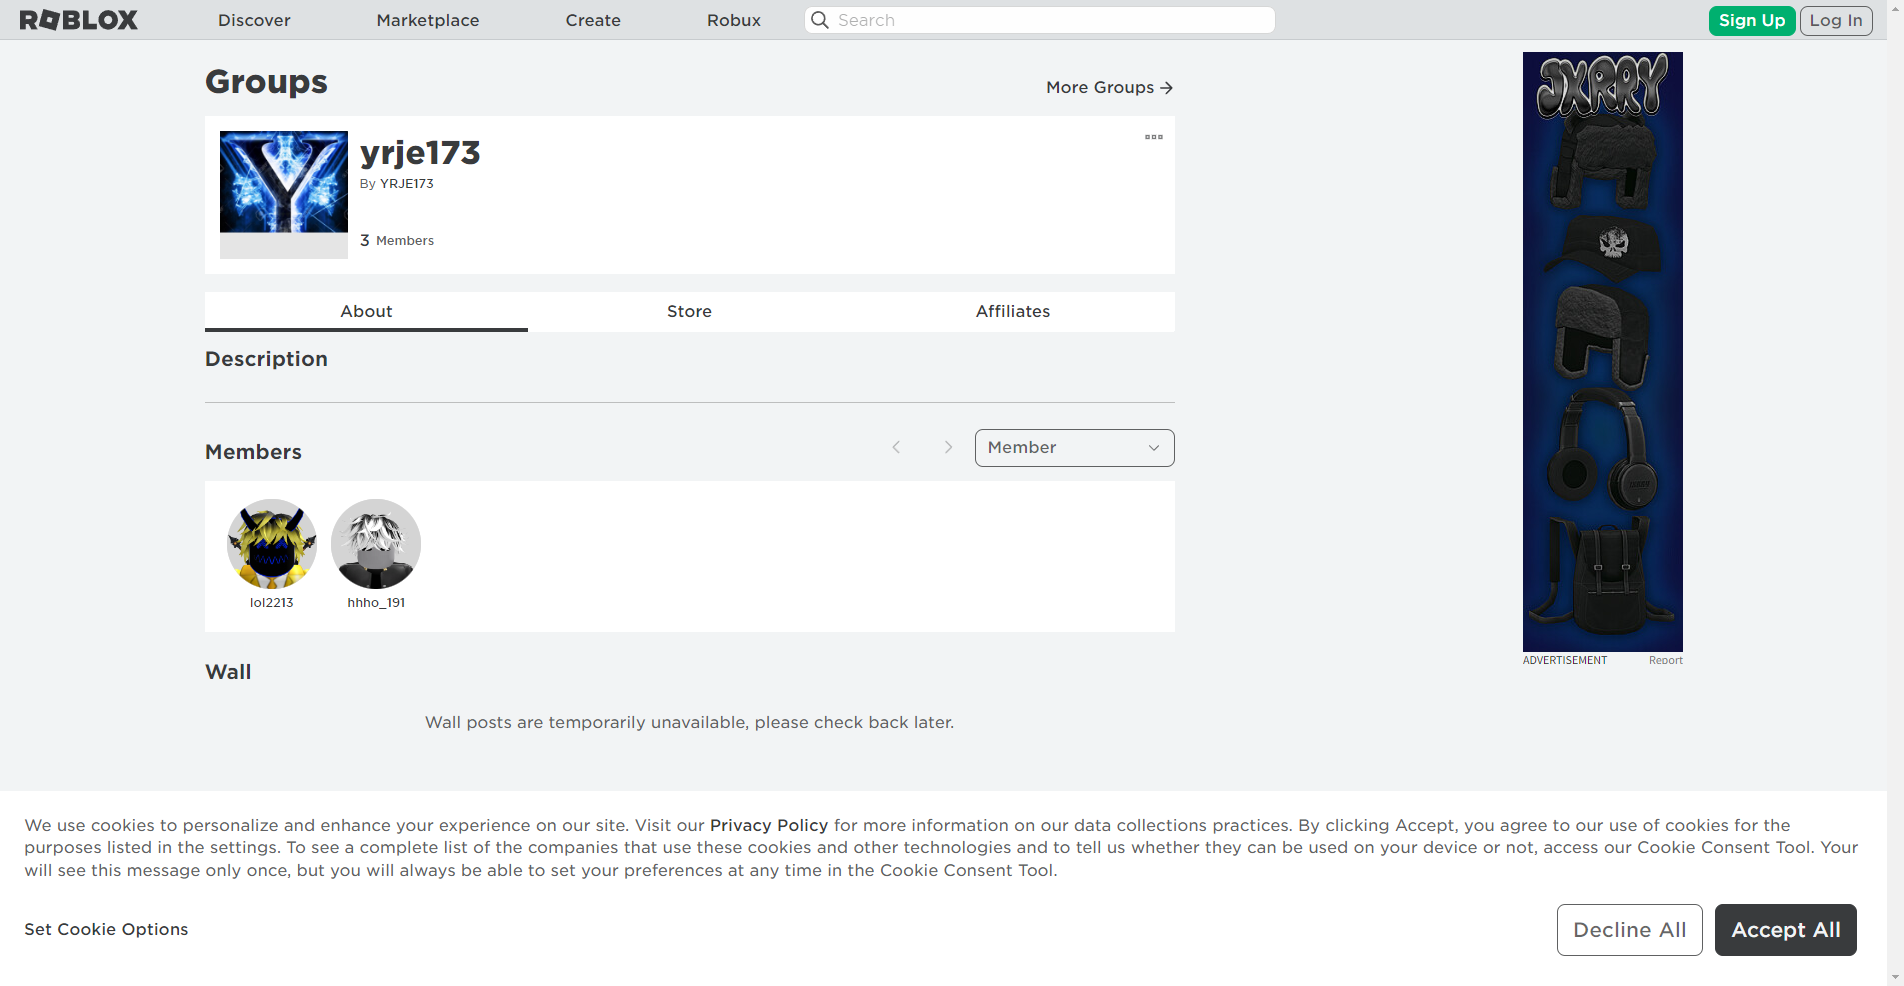 ROBLOX Discover Marketplace Create Robux Search Sign Up Log In
Groups
More Groups
yrje173
By YRJE173
3 Members
About Store Affiliates
Description
Members
Member
lol2213 hhho_191
Wall
Wall posts are temporarily unavailable, please check back later.
JXRRY
ADVERTISEMENT Report
We use cookies to personalize and enhance your experience on our site. Visit our Privacy Policy for more information on our data collections practices. By clicking Accept, you agree to our use of cookies for the
purposes listed in the settings. To see a complete list of the companies that use these cookies and other technologies and to tell us whether they can be used on your device or not, access our Cookie Consent Tool. Your
will see this message only once, but you will always be able to set your preferences at any time in the Cookie Consent Tool.
Set Cookie Options
Decline All Accept All